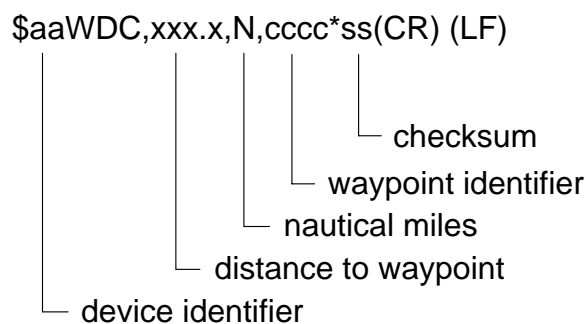 $aaWDC,xxx.x,N,cccc*ss(CR) (LF)
checksum
waypoint identifier
nautical miles
distance to waypoint
device identifier